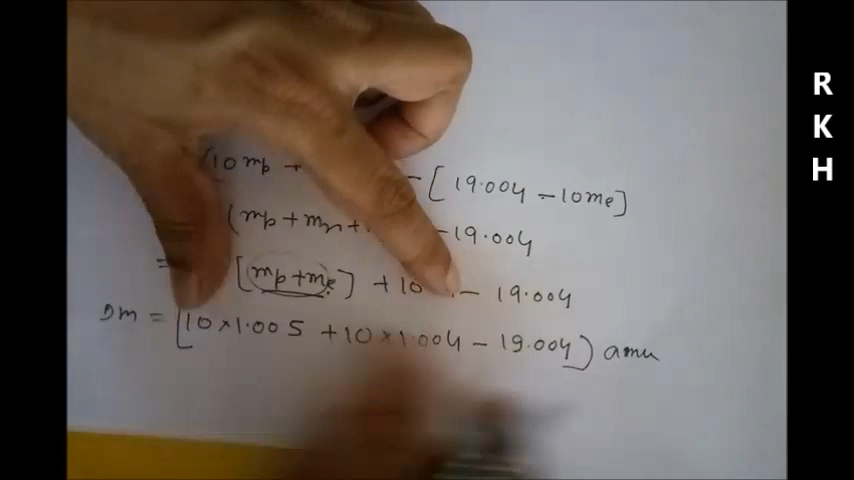 (10mp + - [19.004 - 10me]
(mp + mn + - 19.004
= [mp + me] + 10 - 19.004
Dm = [10 × 1.005 + 10 × 1.004 - 19.004) amu
R
K
H